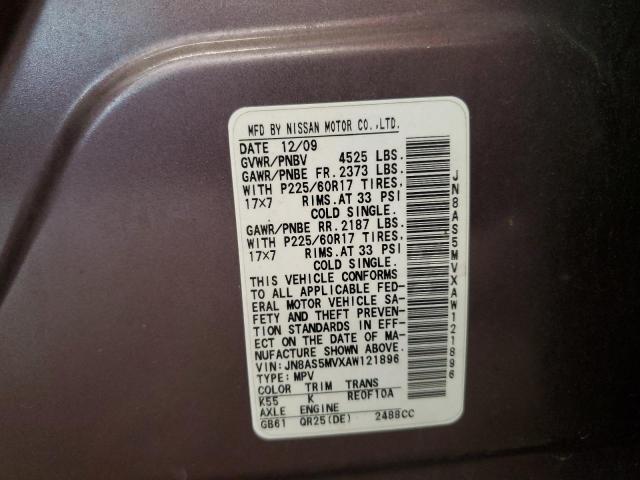 MFD BY NISSAN MOTOR CO.,LTD.
DATE 12/09
GVWR/PNBV 4525 LBS.
GAWR/PNBE FR. 2373 LBS.
WITH P225/60R17 TIRES,
17×7 RIMS.AT 33 PSI
COLD SINGLE.
GAWR/PNBE RR. 2187 LBS.
WITH P225/60R17 TIRES,
17×7 RIMS.AT 33 PSI
COLD SINGLE.
THIS VEHICLE CONFORMS
TO ALL APPLICABLE FED-
ERAL MOTOR VEHICLE SA-
FETY AND THEFT PREVEN-
TION STANDARDS IN EFF-
ECT ON THE DATE OF MA-
NUFACTURE SHOWN ABOVE.
VIN: JN8AS5MVXAW121896
TYPE: MPV
COLOR TRIM TRANS
K55 K RE0F10A
AXLE ENGINE
GB61 QR25(DE) 2488CC
JN8AS5MVXAW121896